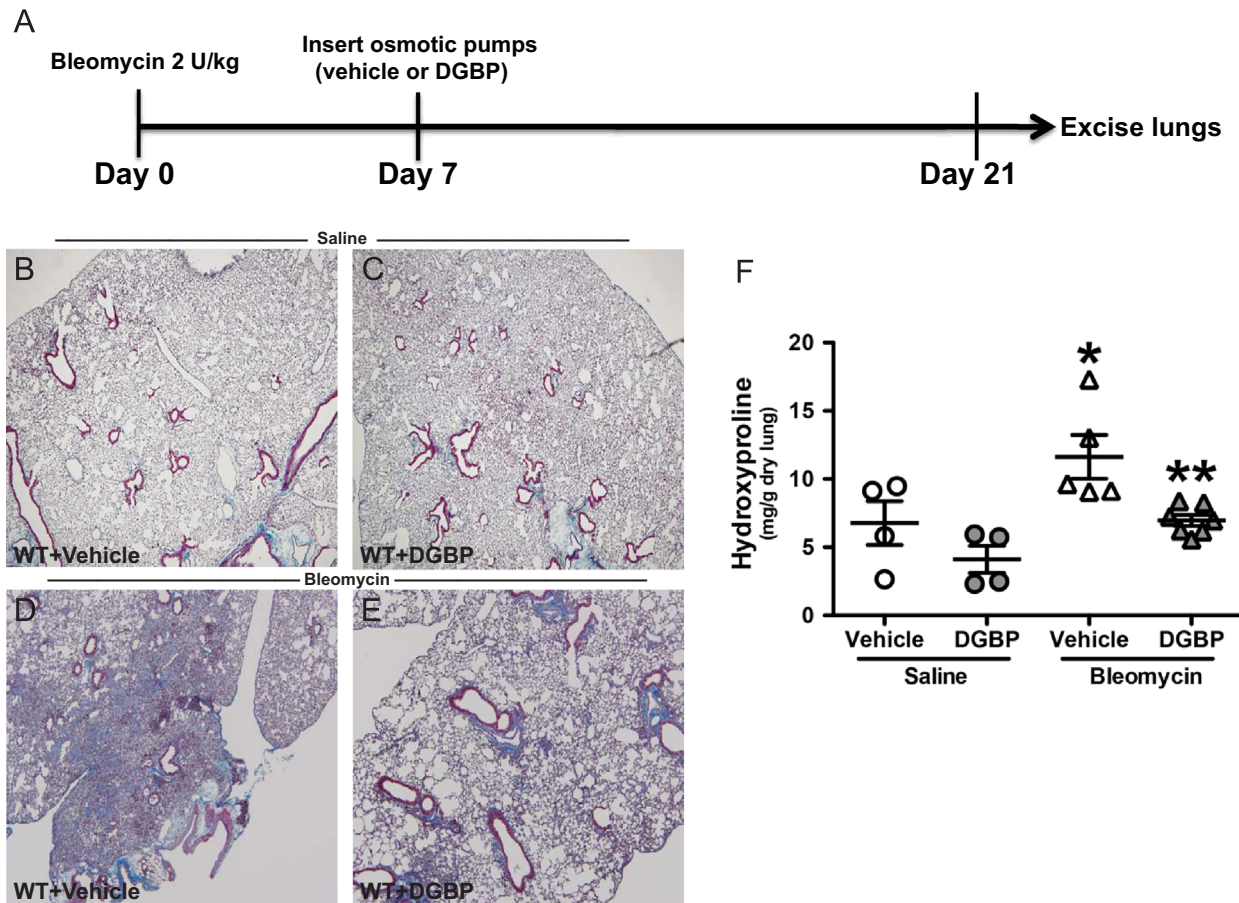 A
Bleomycin 2 U/kg
Insert osmotic pumps
(vehicle or DGBP)
Excise lungs
Day 0
Day 7
Day 21
Saline
B
WT+Vehicle
C
WT+DGBP
Bleomycin
D
WT+Vehicle
E
WT+DGBP
F
Hydroxyproline
(mg/g dry lung)
20
15
10
5
0
*
**
Vehicle
DGBP
Vehicle
DGBP
Saline
Bleomycin